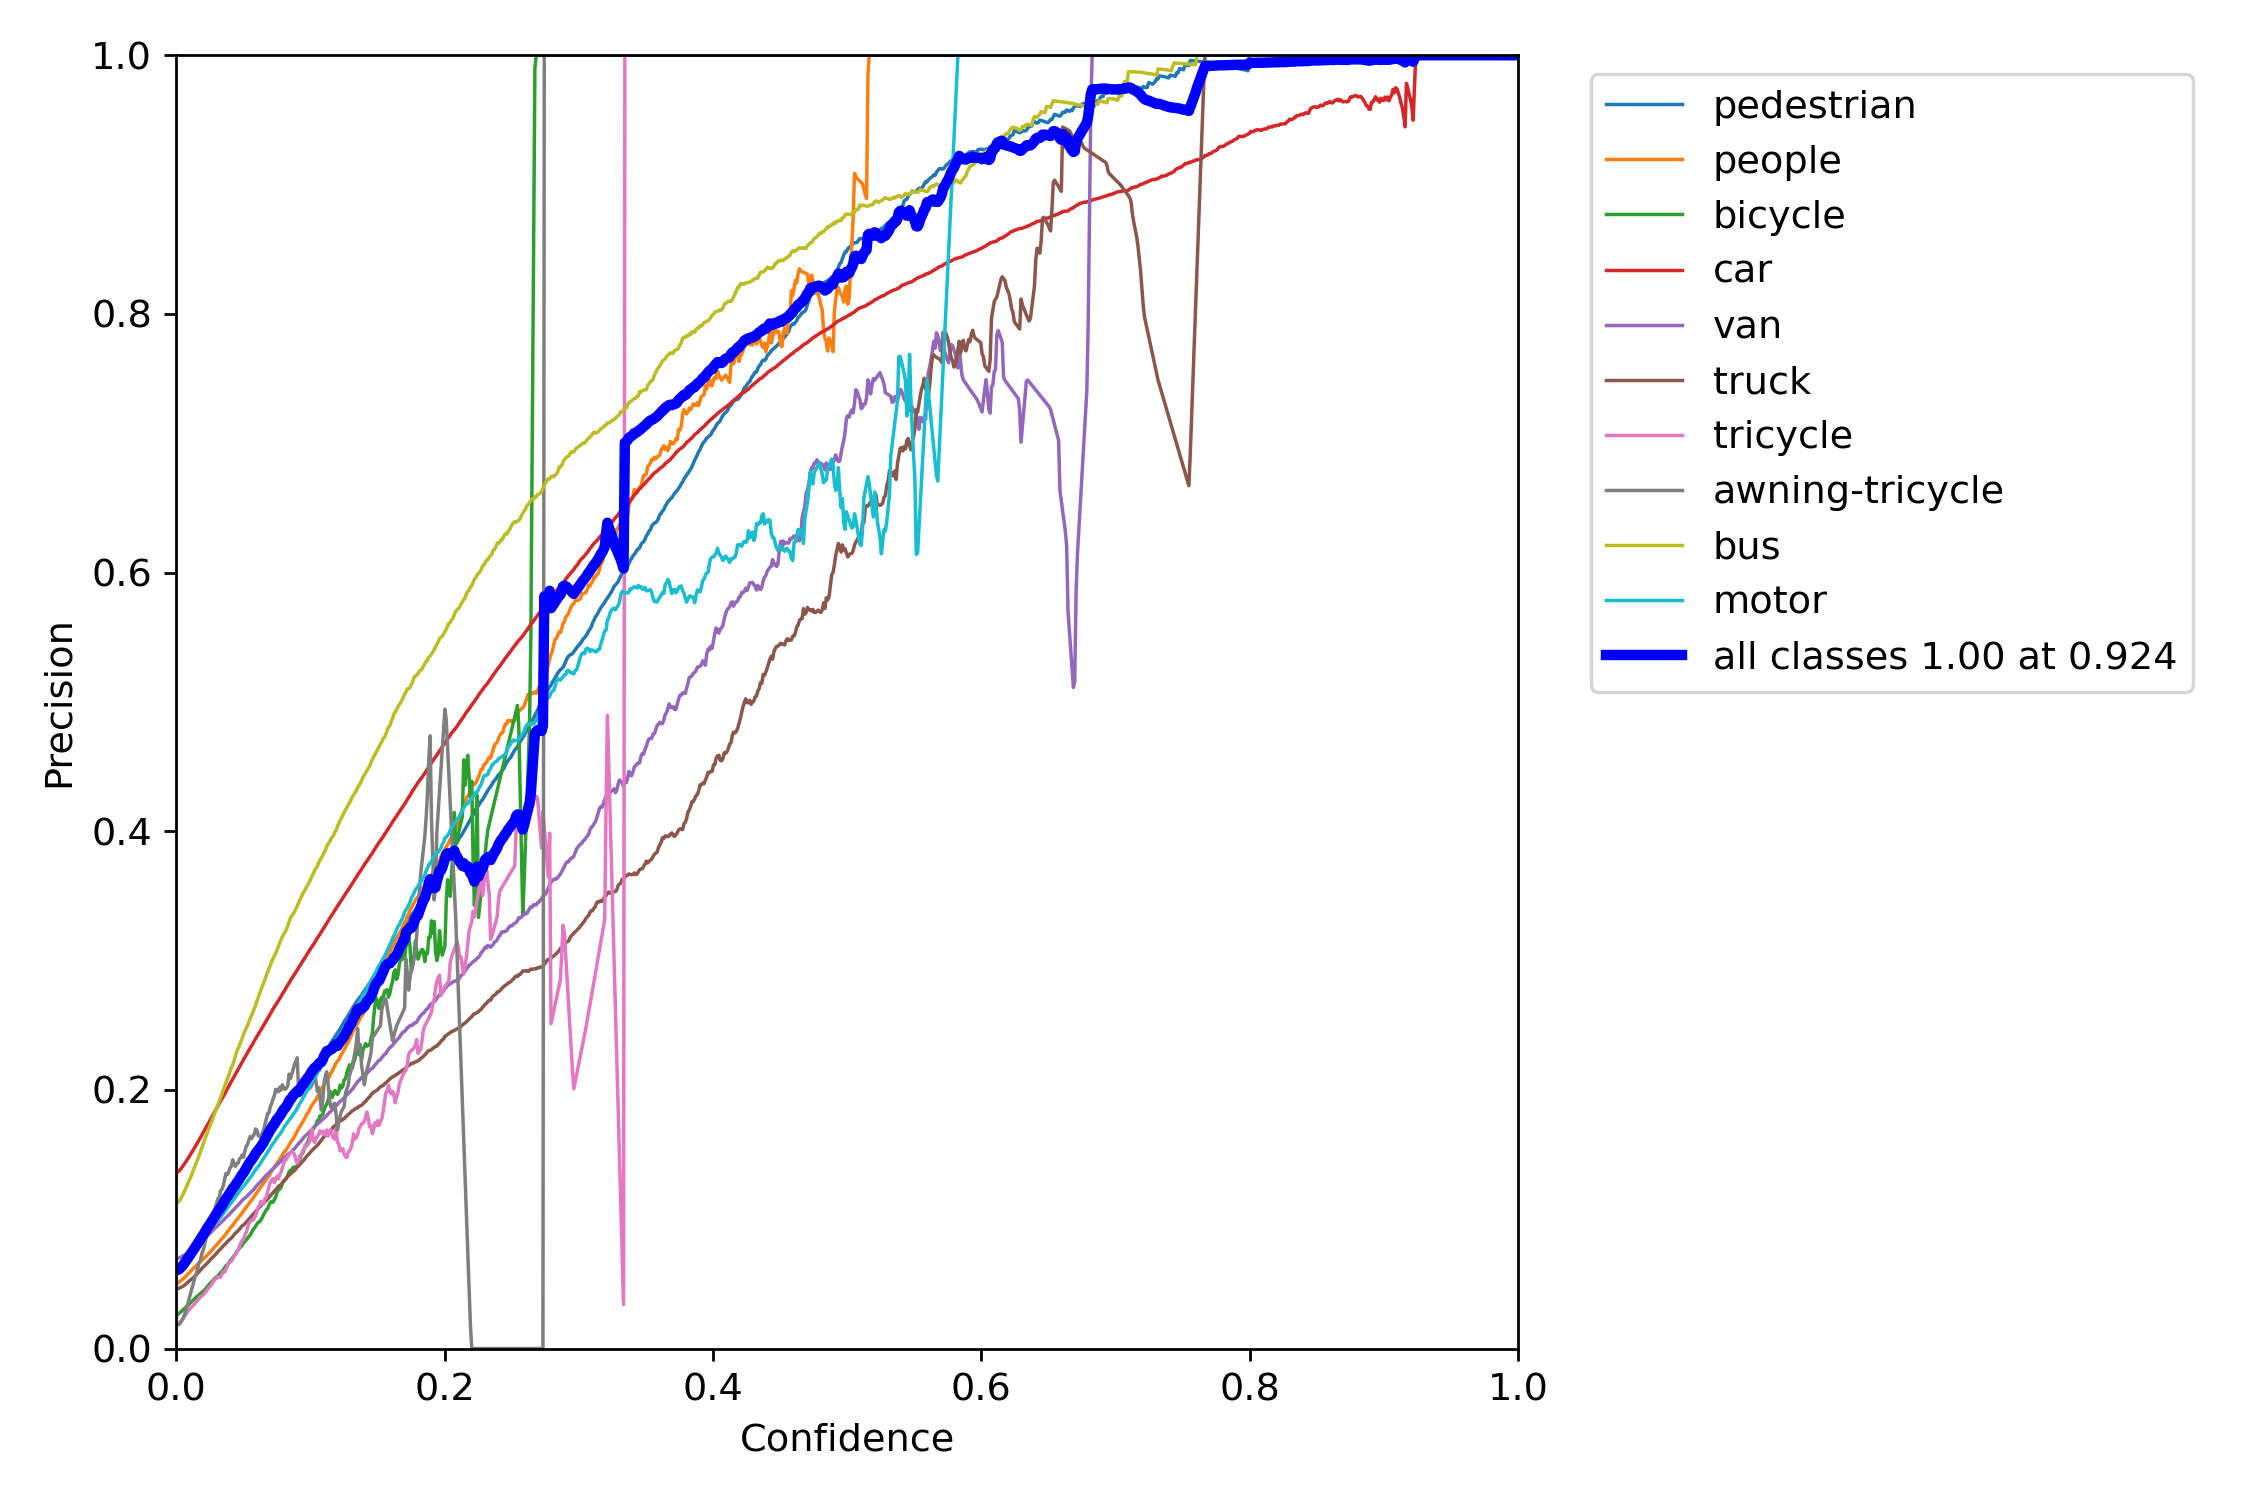 1.0
0.8
0.6
0.4
0.2
0.0
Precision
0.0 0.2 0.4 0.6 0.8 1.0
Confidence
pedestrian
people
bicycle
car
van
truck
tricycle
awning-tricycle
bus
motor
all classes 1.00 at 0.924